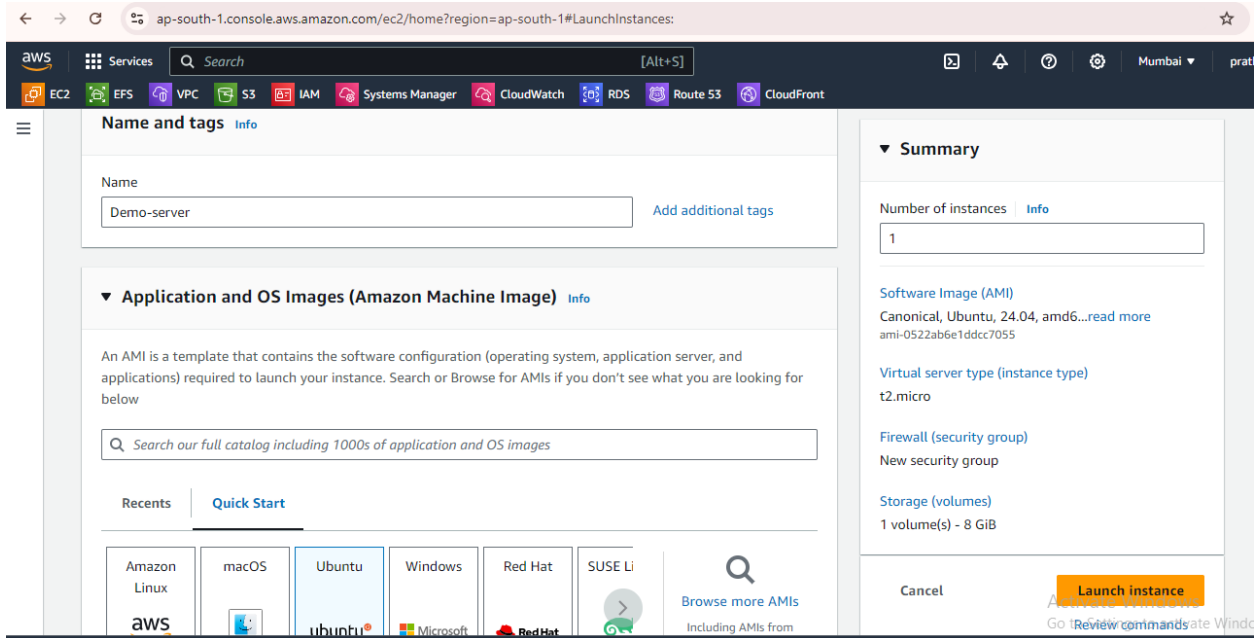 ap-south-1.console.aws.amazon.com/ec2/home?region=ap-south-1#LaunchInstances:
aws Services Search [Alt+S] Mumbai
EC2 EFS VPC S3 IAM Systems Manager CloudWatch RDS Route 53 CloudFront
Name and tags Info
Name
Demo-server
Add additional tags
Application and OS Images (Amazon Machine Image) Info
An AMI is a template that contains the software configuration (operating system, application server, and
applications) required to launch your instance. Search or Browse for AMIs if you don't see what you are looking for
below
Search our full catalog including 1000s of application and OS images
Recents Quick Start
Amazon
Linux
aws
macOS
Ubuntu
ubuntu
Windows
Microsoft
Red Hat
RedHat
SUSE Li
Browse more AMIs
Including AMIs from
Summary
Number of instances Info
1
Software Image (AMI)
Canonical, Ubuntu, 24.04, amd6...read more
ami-0522ab6e1ddcc7055
Virtual server type (instance type)
t2.micro
Firewall (security group)
New security group
Storage (volumes)
1 volume(s) - 8 GiB
Cancel Launch instance
Review commands
Activate Windows